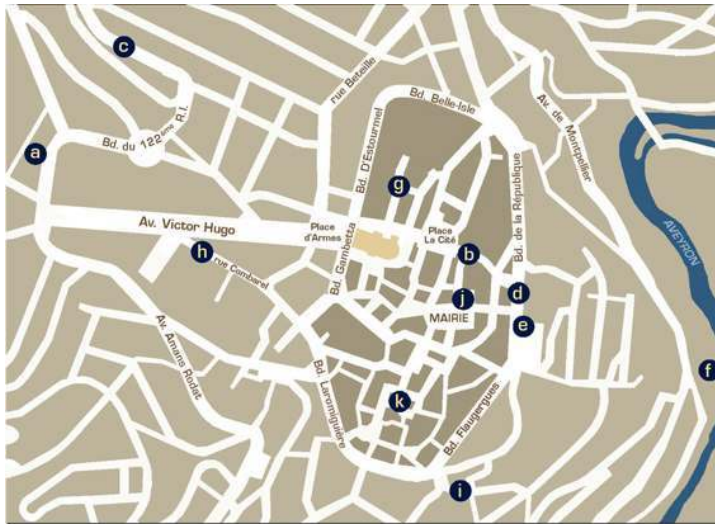 c
rue Beteille
Bd. Belle-Isle
Av. de Montpellier
Bd. du 122ème R.I.
a
Bd. D'Estourmel
g
Bd. de la République
AVEYRON
Av. Victor Hugo
Place
d'Armes
Place
La Cité
h
rue Combarel
Bd. Gambetta
b
d
j
MAIRIE
e
Av. Amans Rodat
Bd. Laromiguière
f
k
Bd. Flaugergues
i